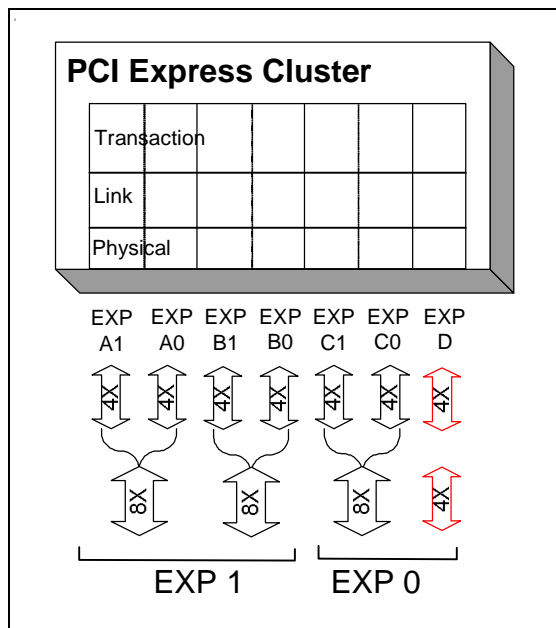 PCI Express Cluster
Transaction
Link
Physical
EXP A1
EXP A0
EXP B1
EXP B0
EXP C1
EXP C0
EXP D
4X 4X 4X 4X 4X 4X 4X
8X 8X 8X 4X
EXP 1 EXP 0